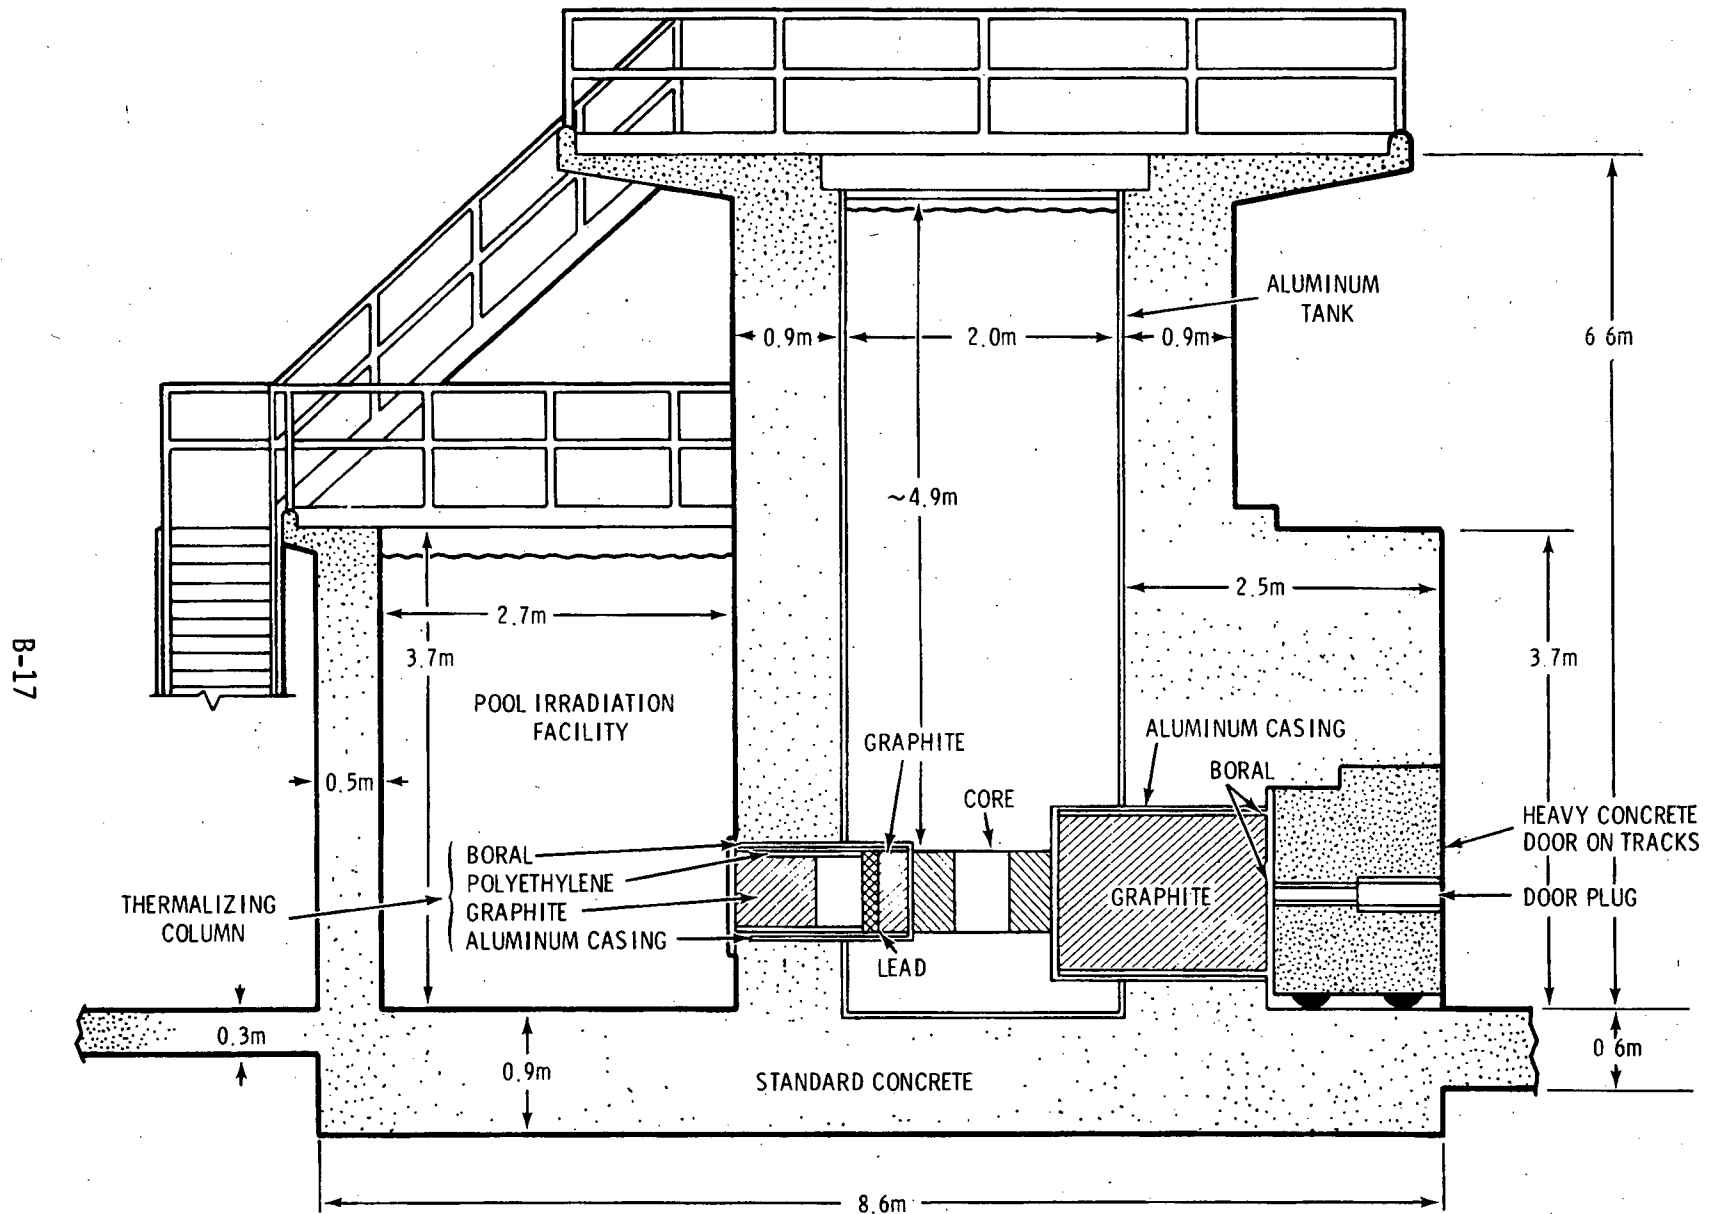 ALUMINUM
TANK
0.9m
2.0m
0.9m
6 6m
~4.9m
2.7m
2.5m
3.7m
3.7m
POOL IRRADIATION
FACILITY
B-17
GRAPHITE
ALUMINUM CASING
BORAL
0.5m
CORE
HEAVY CONCRETE
DOOR ON TRACKS
BORAL
POLYETHYLENE
GRAPHITE
ALUMINUM CASING
THERMALIZING
COLUMN
GRAPHITE
DOOR PLUG
LEAD
0.3m
0.9m
0 6m
STANDARD CONCRETE
8.6m